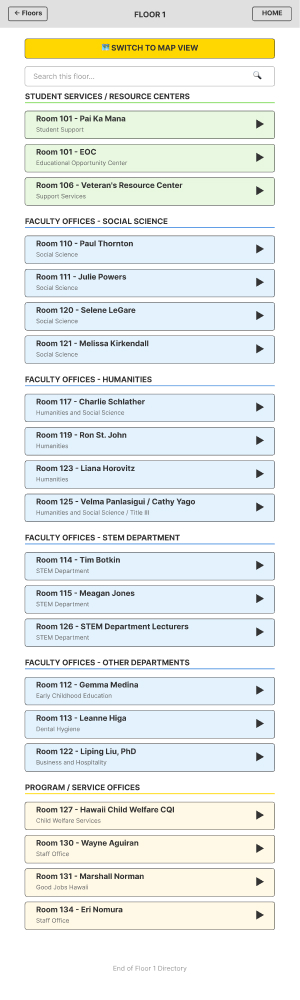 ← Floors
FLOOR 1
HOME
SWITCH TO MAP VIEW
Search this floor...
STUDENT SERVICES / RESOURCE CENTERS
Room 101 - Pai Ka Mana
Student Support
Room 101 - EOC
Educational Opportunity Center
Room 106 - Veteran's Resource Center
Support Services
FACULTY OFFICES - SOCIAL SCIENCE
Room 110 - Paul Thornton
Social Science
Room 111 - Julie Powers
Social Science
Room 120 - Selene LeGare
Social Science
Room 121 - Melissa Kirkendall
Social Science
FACULTY OFFICES - HUMANITIES
Room 117 - Charlie Schlather
Humanities and Social Science
Room 119 - Ron St. John
Humanities
Room 123 - Liana Horovitz
Humanities
Room 125 - Velma Panlasigui / Cathy Yago
Humanities and Social Science / Title III
FACULTY OFFICES - STEM DEPARTMENT
Room 114 - Tim Botkin
STEM Department
Room 115 - Meagan Jones
STEM Department
Room 126 - STEM Department Lecturers
STEM Department
FACULTY OFFICES - OTHER DEPARTMENTS
Room 112 - Gemma Medina
Early Childhood Education
Room 113 - Leanne Higa
Dental Hygiene
Room 122 - Liping Liu, PhD
Business and Hospitality
PROGRAM / SERVICE OFFICES
Room 127 - Hawaii Child Welfare CQI
Child Welfare Services
Room 130 - Wayne Aguiran
Staff Office
Room 131 - Marshall Norman
Good Jobs Hawaii
Room 134 - Eri Nomura
Staff Office
End of Floor 1 Directory